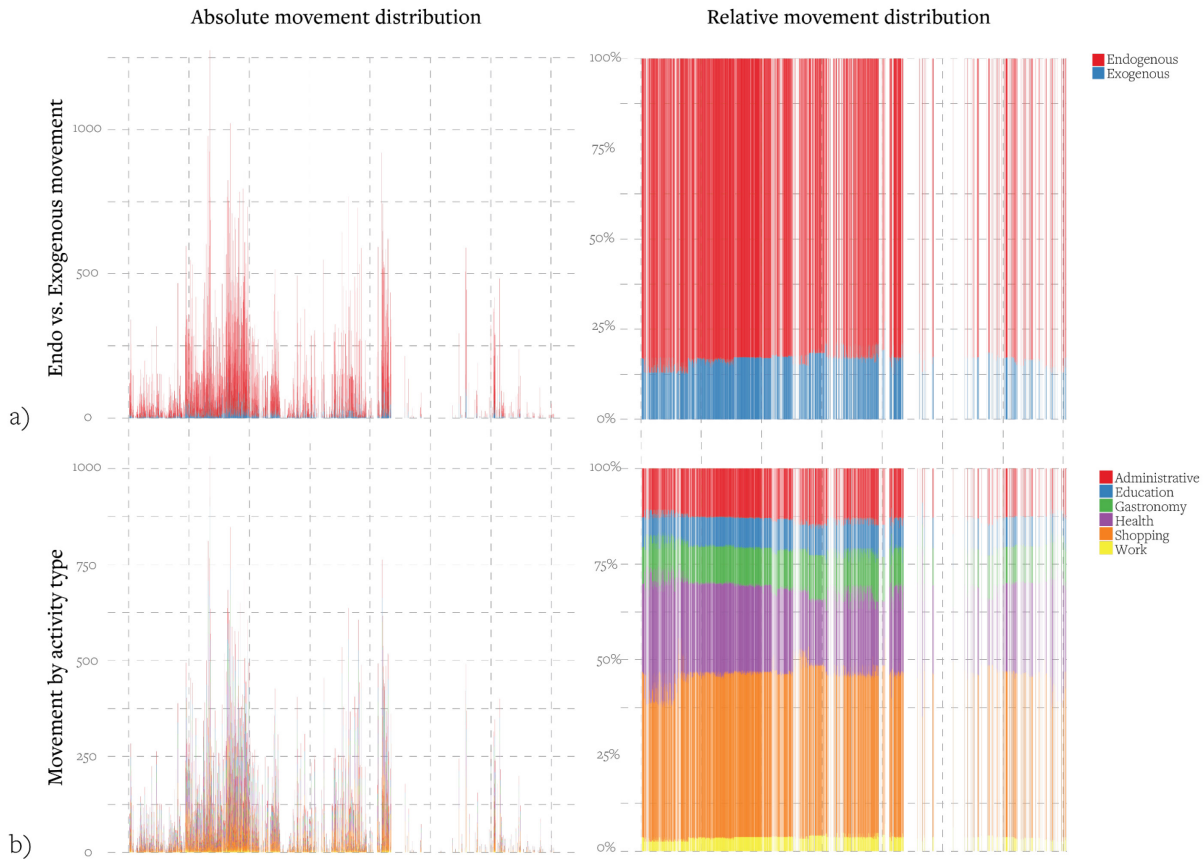 Absolute movement distribution
Relative movement distribution
Endo vs. Exogenous movement
1000
500
0
100%
75%
50%
25%
0%
Endogenous
Exogenous
a)
Movement by activity type
1000
750
500
250
0
100%
75%
50%
25%
0%
Administrative
Education
Gastronomy
Health
Shopping
Work
b)